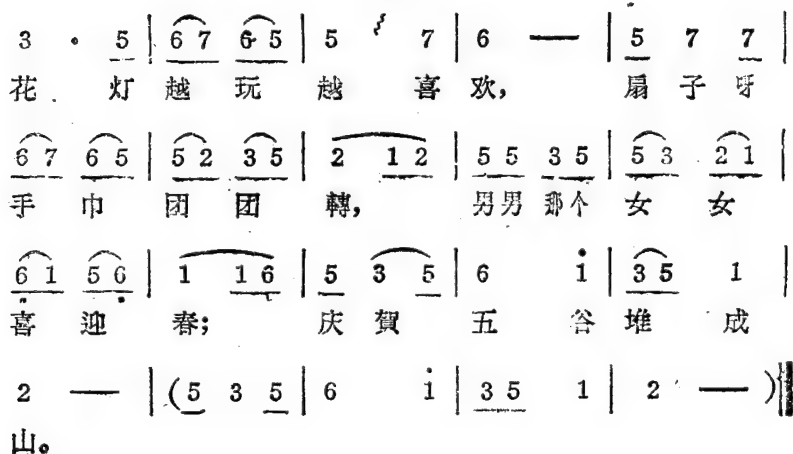 3 · 5 | 6 7 6 5 | 5 7 | 6 — | 5 7 7 |
花 灯 越 玩 越 喜 欢， 扇 子 呀
6 7 6 5 | 5 2 3 5 | 2 1 2 | 5 5 3 5 | 5 3 2 1 |
手 巾 团 团 轉， 男男 那个 女 女
6 1 5 6 | 1 1 6 | 5 3 5 | 6 i | 3 5 1 |
喜 迎 春； 庆 賀 五 谷 堆 成
2 — | (5 3 5 | 6 i | 3 5 1 | 2 — )
山。